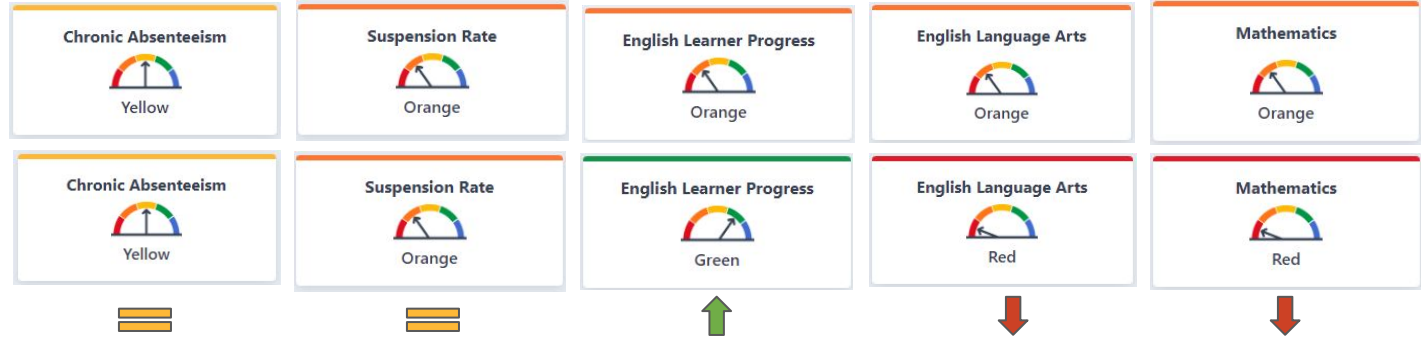 Chronic Absenteeism
Yellow
Suspension Rate
Orange
English Learner Progress
Orange
English Language Arts
Orange
Mathematics
Orange
Chronic Absenteeism
Yellow
Suspension Rate
Orange
English Learner Progress
Green
English Language Arts
Red
Mathematics
Red